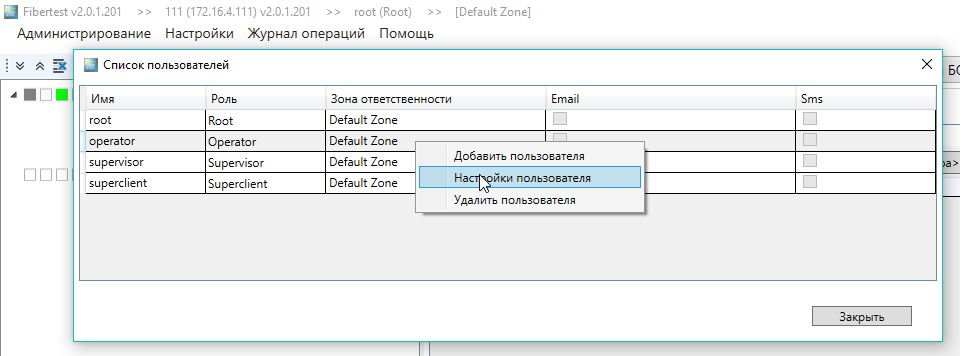 Fibertest v2.0.1.201 >> 111 (172.16.4.111) v2.0.1.201 >> root (Root) >> [Default Zone]
Администрирование Настройки Журнал операций Помощь
Список пользователей
Имя Роль Зона ответственности Email Sms
root Root Default Zone
operator Operator Default Zone
supervisor Supervisor Default Zone
superclient Superclient Default Zone
Добавить пользователя
Настройки пользователя
Удалить пользователя
Закрыть